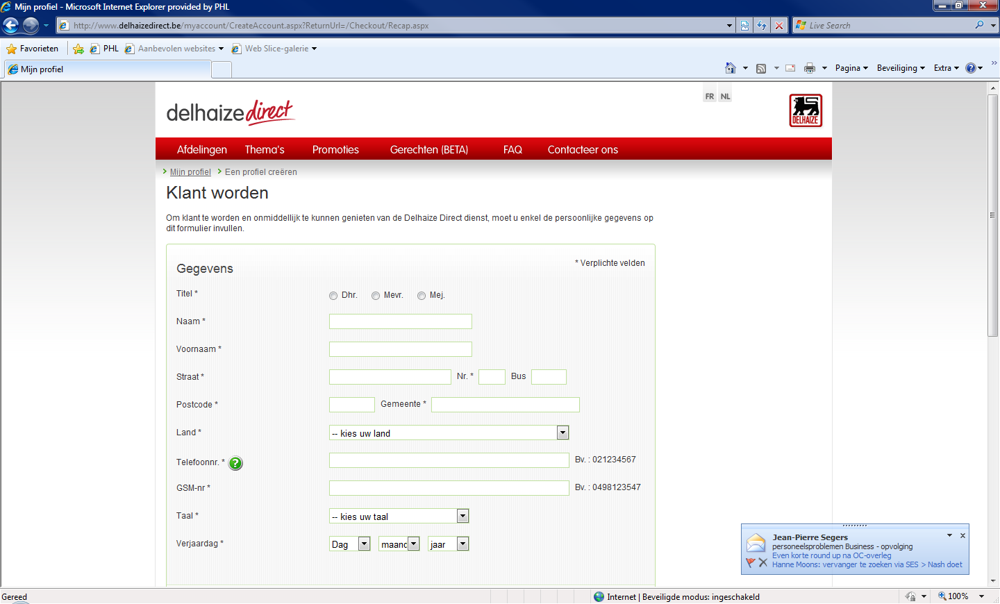 Mijn profiel - Microsoft Internet Explorer provided by PHL
http://www.delhaizedirect.be/myaccount/CreateAccount.aspx?ReturnUrl=/Checkout/Recap.aspx
Live Search
Favorieten
PHL
Aanbevolen websites
Web Slice-galerie
Mijn profiel
Pagina
Beveiliging
Extra
»
delhaize direct
FR NL
DELHAIZE
Afdelingen Thema's Promoties Gerechten (BETA) FAQ Contacteer ons
Mijn profiel Een profiel creëren
Klant worden
Om klant te worden en onmiddellijk te kunnen genieten van de Delhaize Direct dienst, moet u enkel de persoonlijke gegevens op
dit formulier invullen.
* Verplichte velden
Gegevens
Titel * Dhr. Mevr. Mej.
Naam *
Voornaam *
Straat * Nr. * Bus
Postcode * Gemeente *
Land * -- kies uw land
Telefoonnr. * ? Bv. : 021234567
GSM-nr * Bv. : 0498123547
Taal * -- kies uw taal
Verjaardag * Dag maand jaar
Jean-Pierre Segers
personeelsproblemen Business - opvolging
Even korte round up na OC-overleg
Hanne Moons: vervanger te zoeken via SES > Nash doet
Gereed
Internet | Beveiligde modus: ingeschakeld
100%